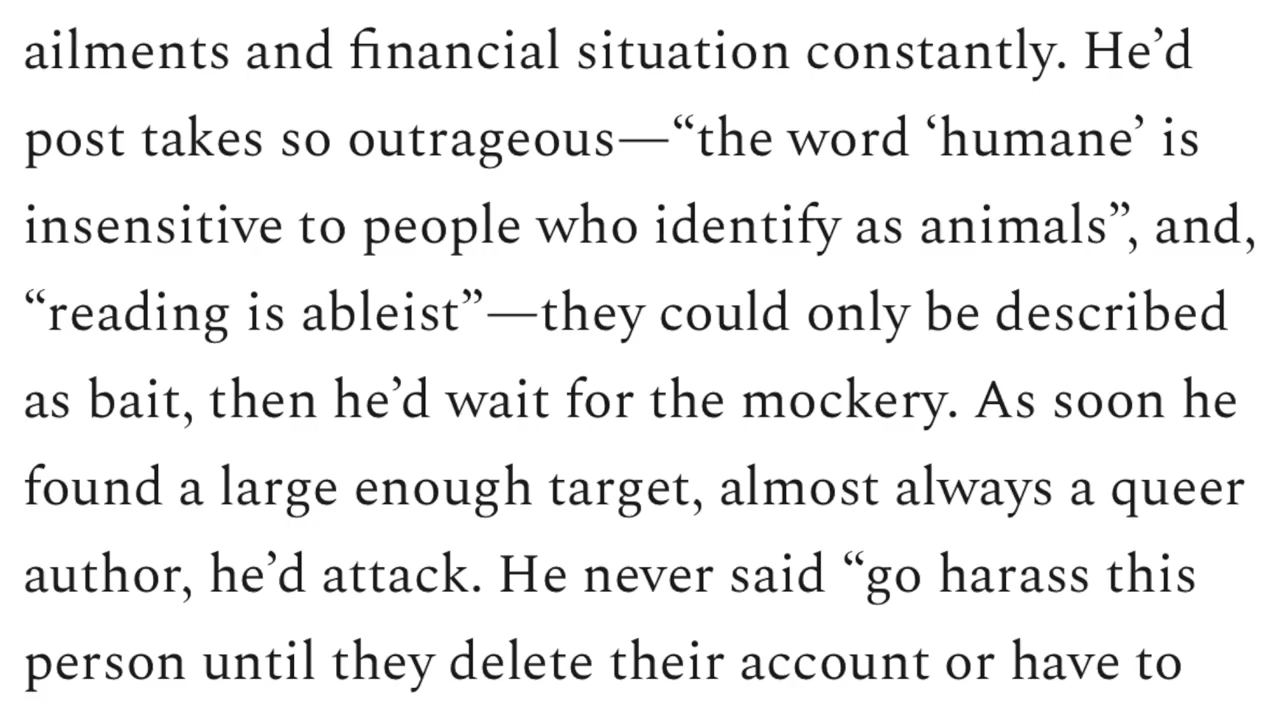 ailments and financial situation constantly. He’d
post takes so outrageous—“the word ‘humane’ is
insensitive to people who identify as animals”, and,
“reading is ableist”—they could only be described
as bait, then he’d wait for the mockery. As soon he
found a large enough target, almost always a queer
author, he’d attack. He never said “go harass this
person until they delete their account or have to